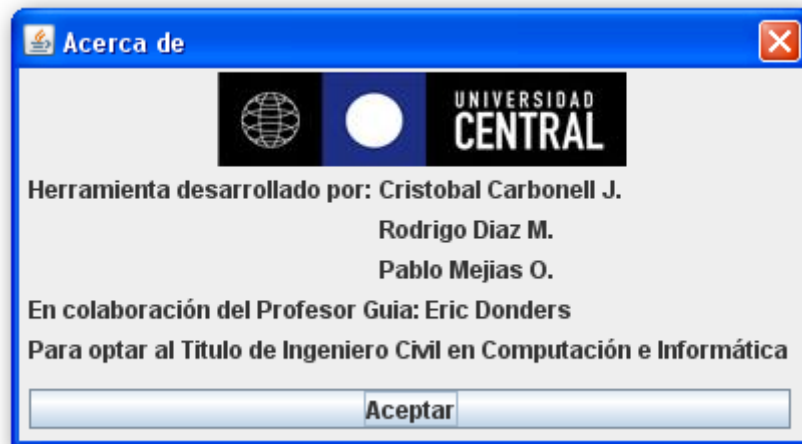 Acerca de
UNIVERSIDAD
CENTRAL
Herramienta desarrollado por: Cristobal Carbonell J.
Rodrigo Diaz M.
Pablo Mejias O.
En colaboración del Profesor Guia: Eric Donders
Para optar al Titulo de Ingeniero Civil en Computación e Informática
Aceptar